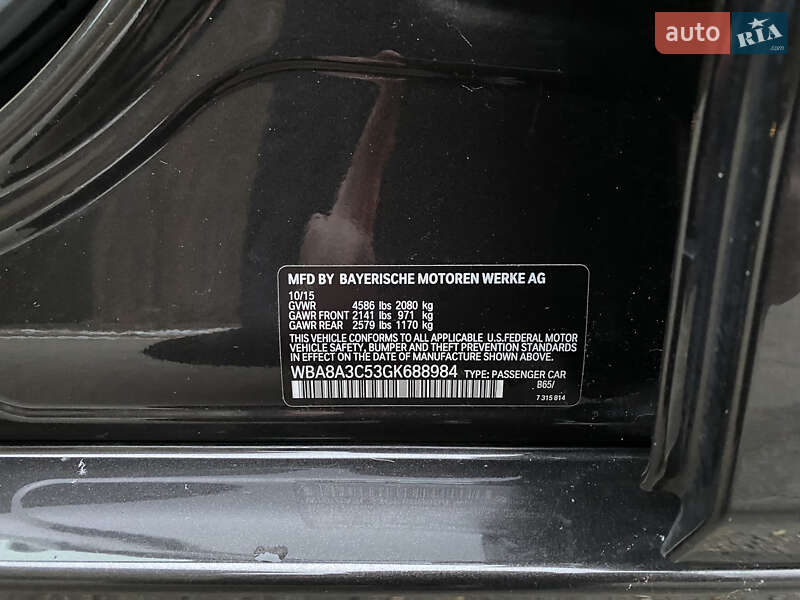 auto RIA
MFD BY BAYERISCHE MOTOREN WERKE AG
10/15
GVWR 4586 lbs 2080 kg
GAWR FRONT 2141 lbs 971 kg
GAWR REAR 2579 lbs 1170 kg
THIS VEHICLE CONFORMS TO ALL APPLICABLE U.S.FEDERAL MOTOR
VEHICLE SAFETY, BUMPER AND THEFT PREVENTION STANDARDS
IN EFFECT ON THE DATE OF MANUFACTURE SHOWN ABOVE.
WBA8A3C53GK688984 TYPE: PASSENGER CAR
B65/
7 315 814